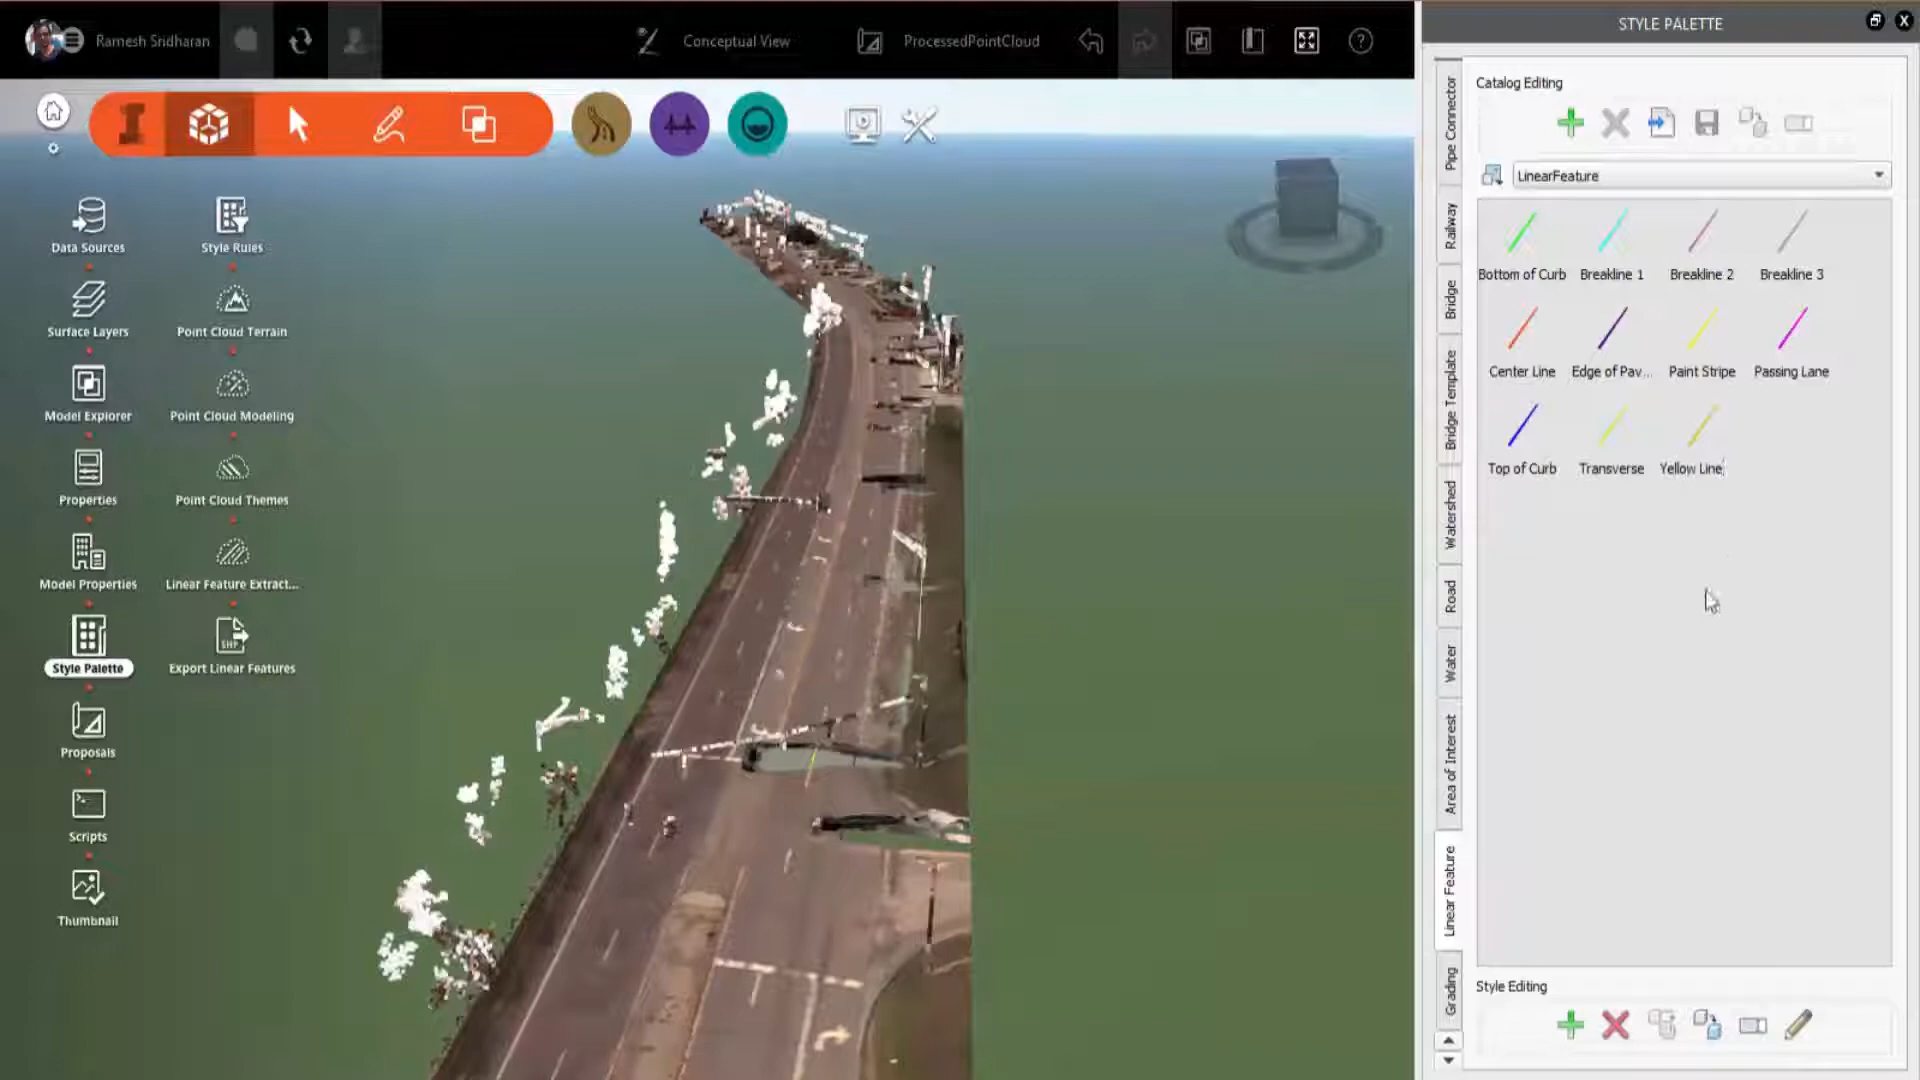 Ramesh Sridharan
Conceptual View
ProcessedPointCloud
STYLE PALETTE
Data Sources
Style Rules
Surface Layers
Point Cloud Terrain
Model Explorer
Point Cloud Modeling
Properties
Point Cloud Themes
Model Properties
Linear Feature Extract...
Style Palette
SHP
Export Linear Features
Proposals
Scripts
Thumbnail
Pipe Connector
Railway
Bridge
Bridge Template
Watershed
Road
Water
Area of Interest
Linear Feature
Grading
Catalog Editing
LinearFeature
Bottom of Curb
Breakline 1
Breakline 2
Breakline 3
Center Line
Edge of Pav...
Paint Stripe
Passing Lane
Top of Curb
Transverse
Yellow Line
Style Editing